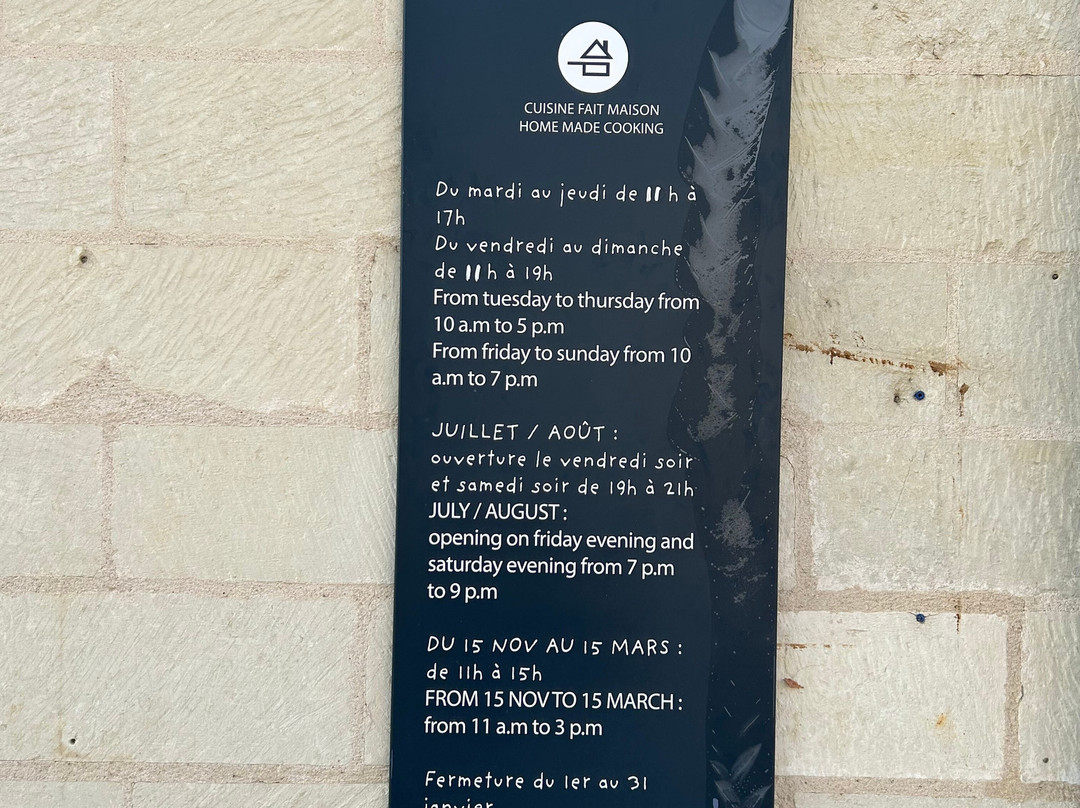 CUISINE FAIT MAISON
HOME MADE COOKING
Du mardi au jeudi de 11 h à
17h
Du vendredi au dimanche
de 11 h à 19h
From tuesday to thursday from
10 a.m to 5 p.m
From friday to sunday from 10
a.m to 7 p.m
JUILLET / AOÛT :
ouverture le vendredi soir
et samedi soir de 19h à 21h
JULY / AUGUST :
opening on friday evening and
saturday evening from 7 p.m
to 9 p.m
DU 15 NOV AU 15 MARS :
de 11h à 15h
FROM 15 NOV TO 15 MARCH :
from 11 a.m to 3 p.m
Fermeture du 1er au 31
janvier